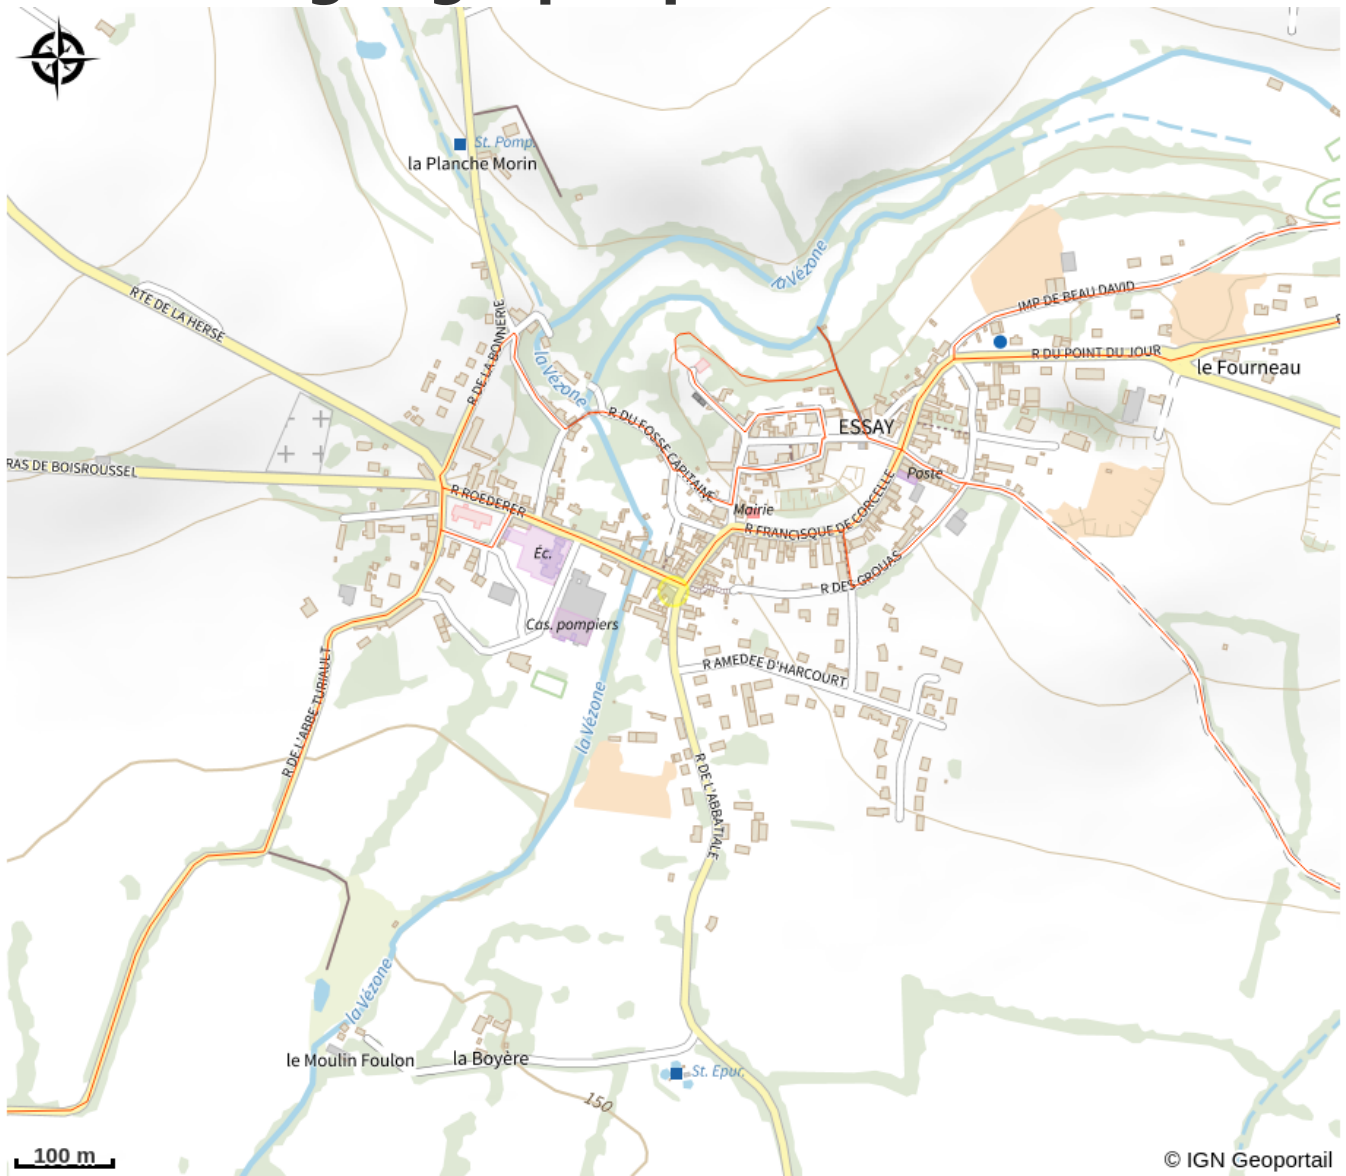 St. Pomp.
la Planche Morin
la Vézone
RTE DE LA HERSE
IMP DE BEAU DAVID
R DE LA BONNERIE
R DU POINT DU JOUR
le Fourneau
la Vézone
R DU FOSSE CAPITAINE
ESSAY
RAS DE BOISROUSSEL
Poste
R ROEDERER
Mairie
R FRANCISQUE DE CORCELLE
Éc.
R DES GROUAS
Cas. pompiers
R AMEDEE D'HARCOURT
R DE L'ABBE TURIAULT
la Vézone
R DE L'ABBATIALE
la Vézone
le Moulin Foulon
la Boyère
St. Epur.
150
100 m
© IGN Geoportail